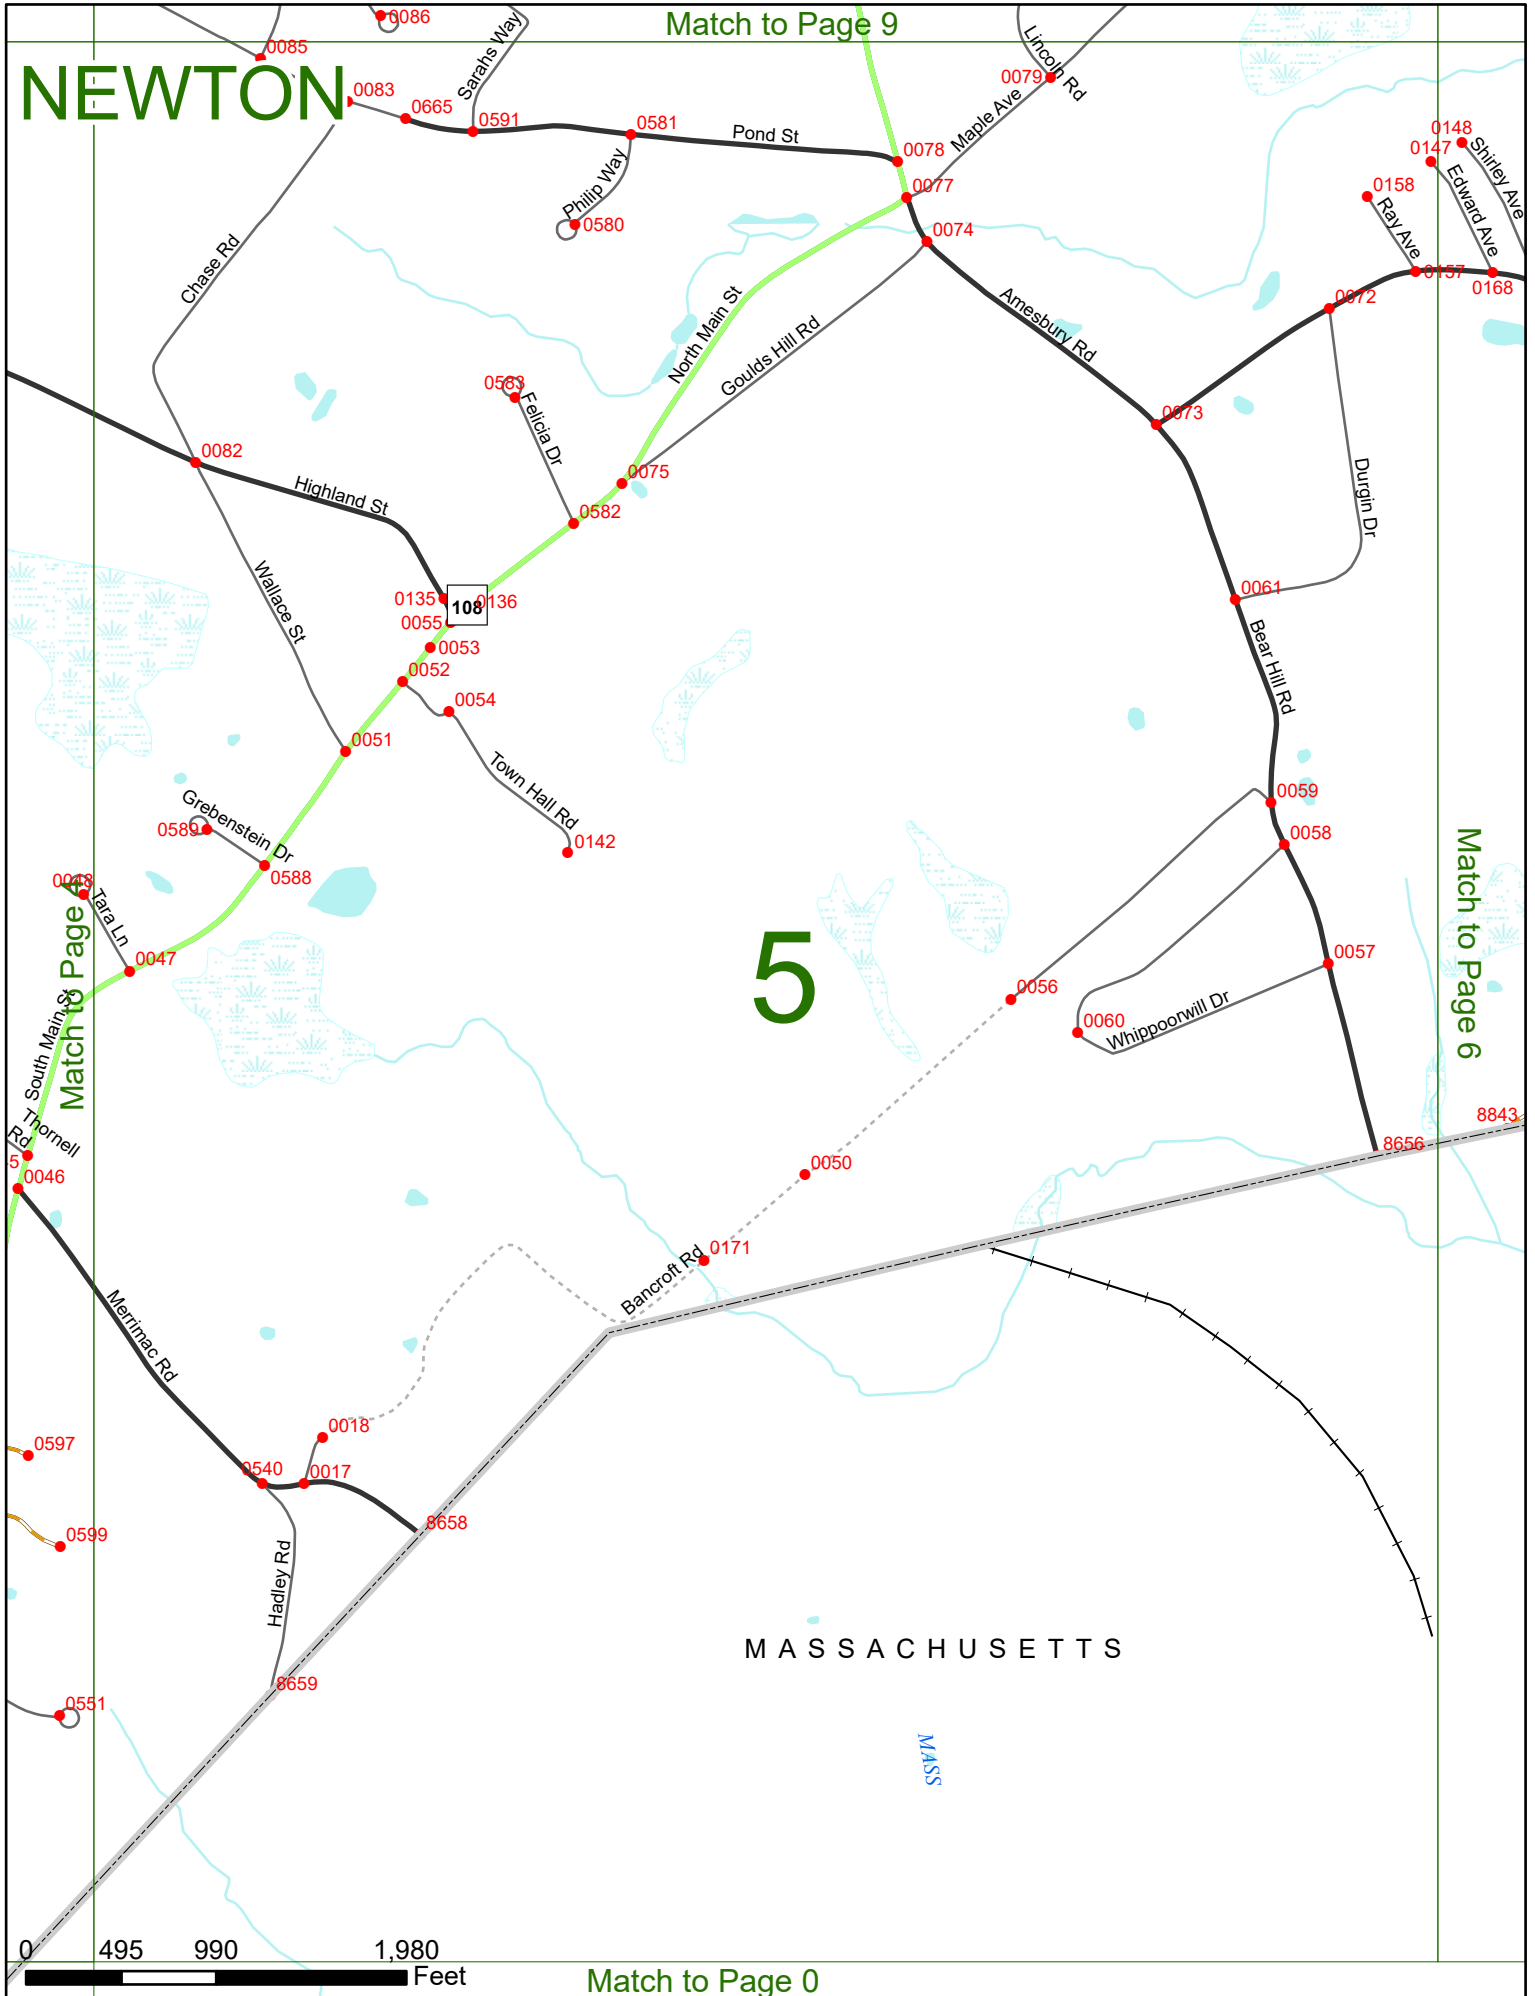 Match to Page 9
0086
0085
NEWTON
0083
0665
Sarahs Way
0591
0581
Pond St
0078
0079
Lincoln Rd
Maple Ave
0077
0148
0147
0158
Shirley Ave
Edward Ave
Ray Ave
Philip Way
0580
0074
0157
0168
Chase Rd
0072
Amesbury Rd
North Main St
Goulds Hill Rd
0583
Felicia Dr
0073
0082
Highland St
0075
0582
Durgin Dr
Wallace St
0135
108
0136
0055
0053
0061
0052
0054
Bear Hill Rd
0051
Town Hall Rd
Grebenstein Dr
0589
0588
0142
0059
0058
0048
Tara Ln
Match to Page 4
0047
5
0057
0056
0060
Whippoorwill Dr
Match to Page 6
South Main St
Thornell
Rd
5
0046
8843
8656
0050
0171
Bancroft Rd
Merrimac Rd
0018
0597
0540
0017
8658
0599
Hadley Rd
MASSACHUSETTS
8659
0551
MASS
0 495 990 1,980
Feet
Match to Page 0